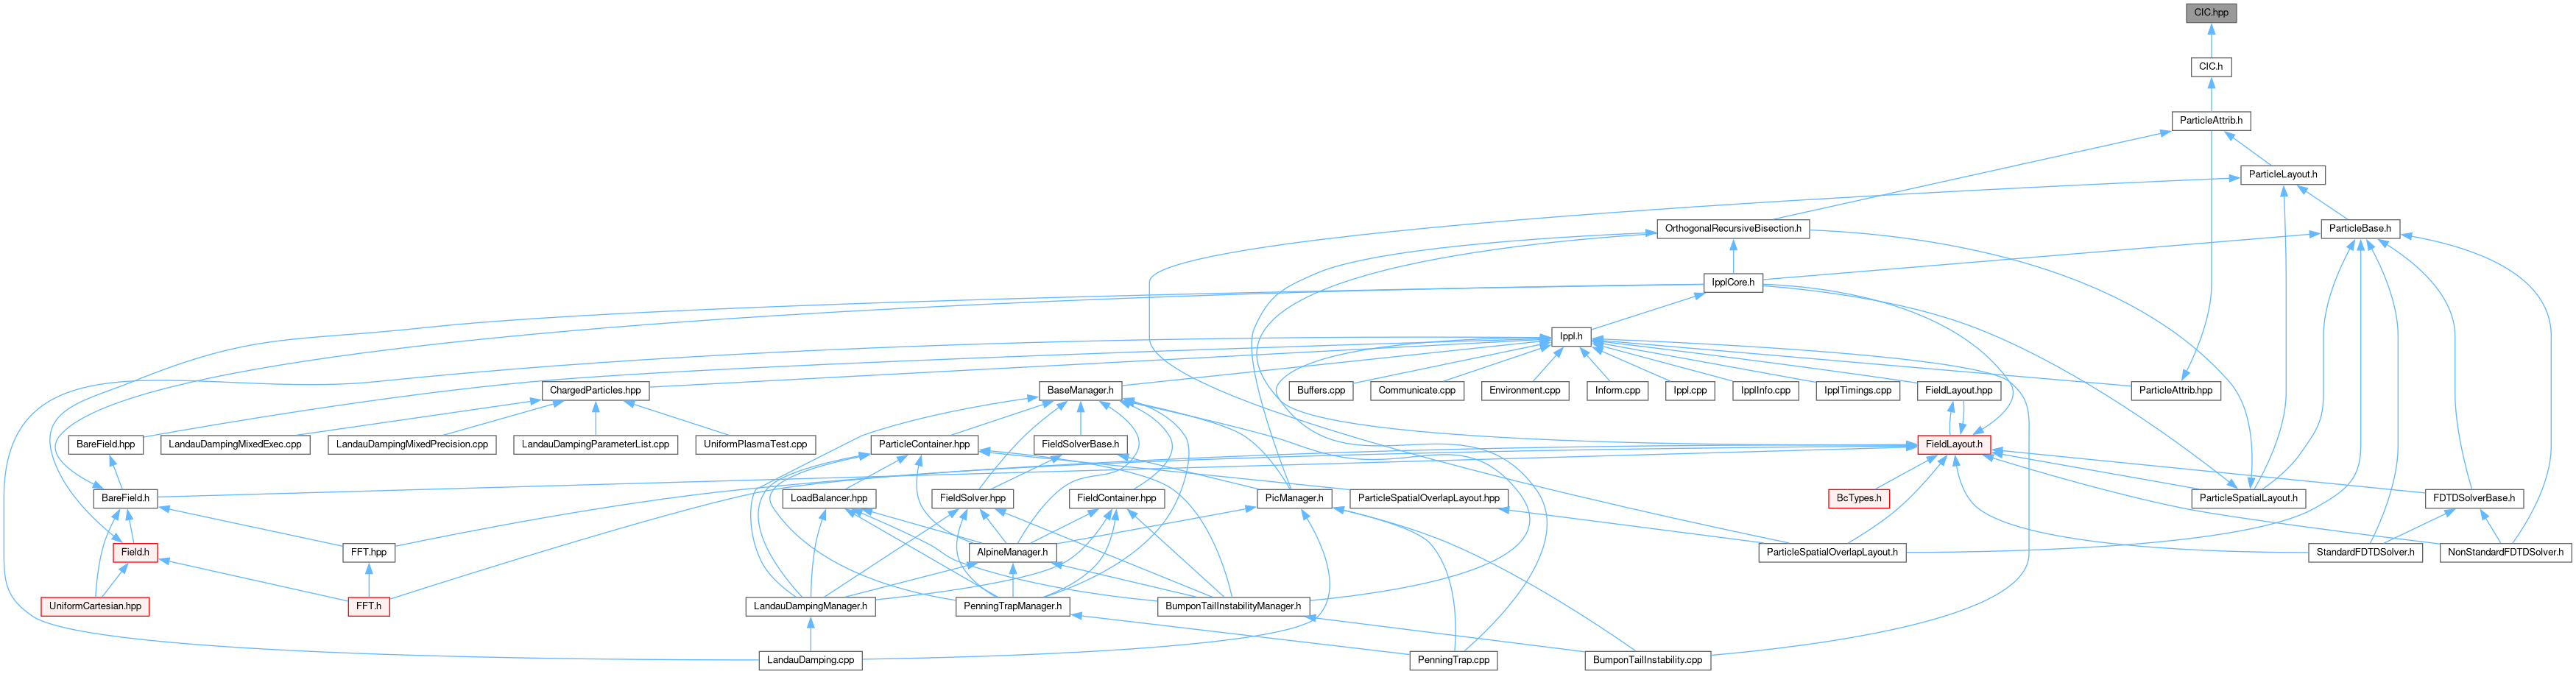 CIC.hpp
CIC.h
ParticleAttrib.h
ParticleLayout.h
OrthogonalRecursiveBisection.h
ParticleBase.h
IpplCore.h
Ippl.h
ChargedParticles.hpp
BaseManager.h
Buffers.cpp
Communicate.cpp
Environment.cpp
Inform.cpp
Ippl.cpp
IpplInfo.cpp
IpplTimings.cpp
FieldLayout.hpp
ParticleAttrib.hpp
BareField.hpp
LandauDampingMixedExec.cpp
LandauDampingMixedPrecision.cpp
LandauDampingParameterList.cpp
UniformPlasmaTest.cpp
ParticleContainer.hpp
FieldSolverBase.h
FieldLayout.h
BareField.h
LoadBalancer.hpp
FieldSolver.hpp
FieldContainer.hpp
PicManager.h
ParticleSpatialOverlapLayout.hpp
BcTypes.h
ParticleSpatialLayout.h
FDTDSolverBase.h
Field.h
FFT.hpp
AlpineManager.h
ParticleSpatialOverlapLayout.h
StandardFDTDSolver.h
NonStandardFDTDSolver.h
UniformCartesian.hpp
FFT.h
LandauDampingManager.h
PenningTrapManager.h
BumponTailInstabilityManager.h
LandauDamping.cpp
PenningTrap.cpp
BumponTailInstability.cpp